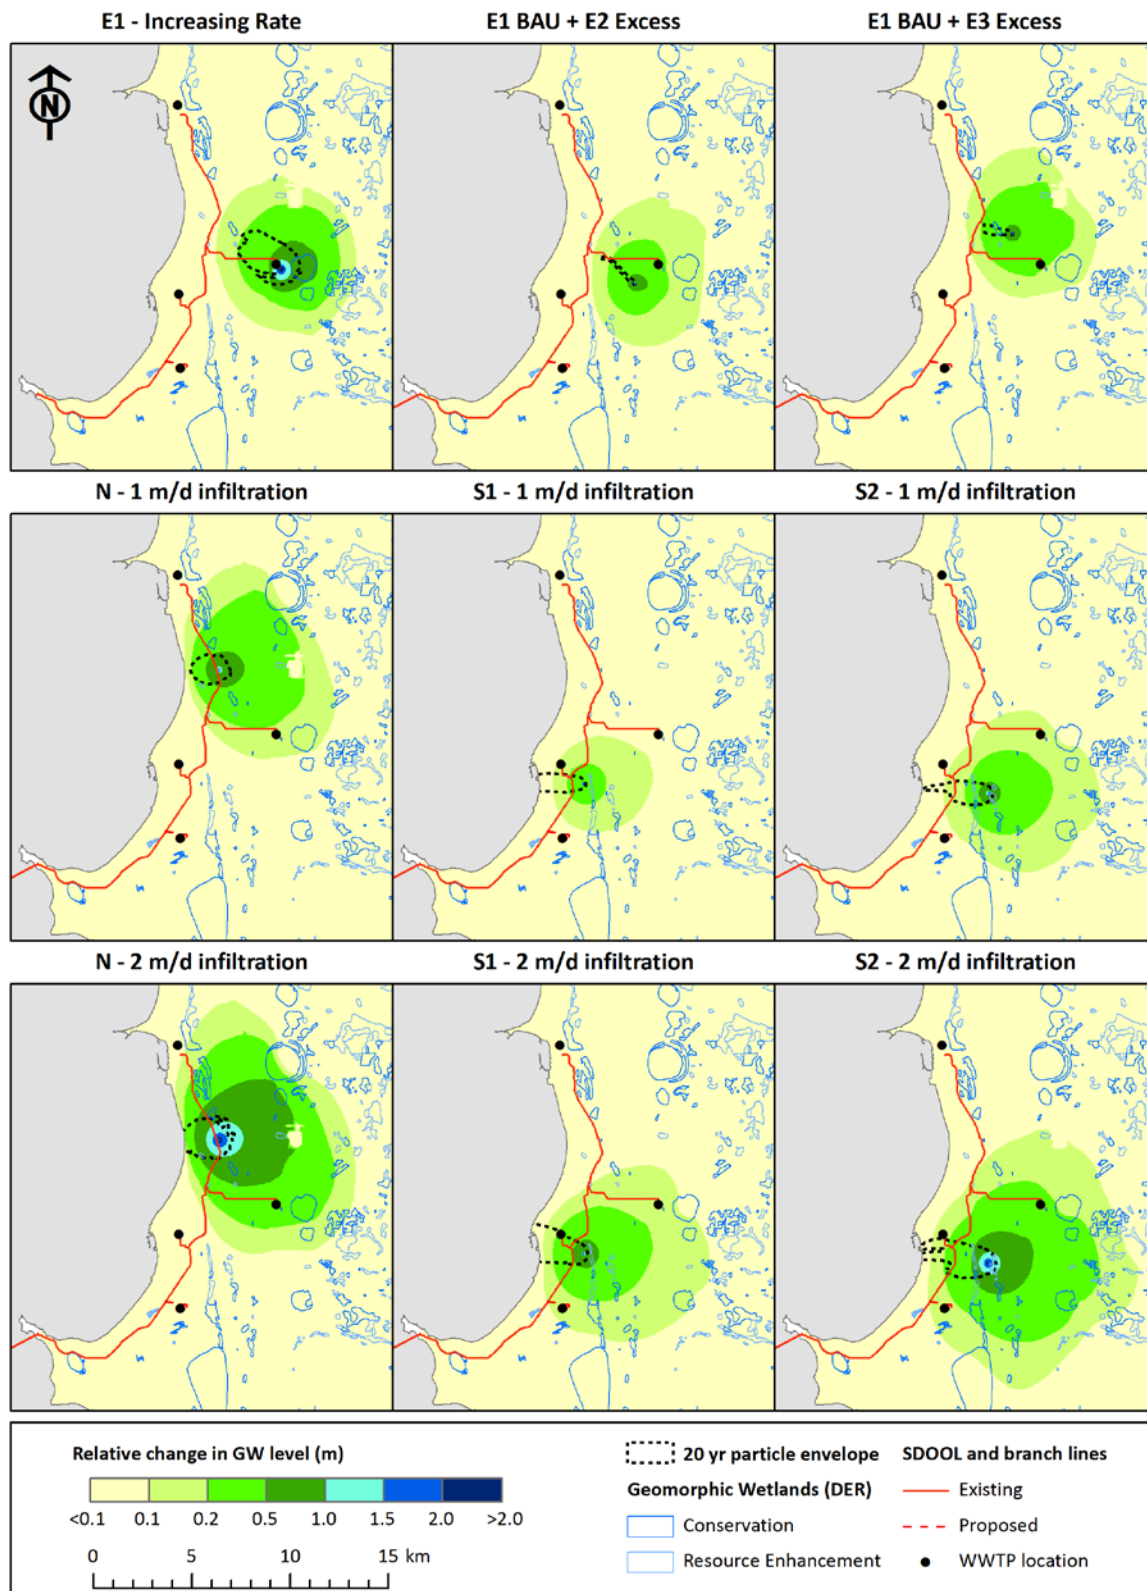 E1 - Increasing Rate
E1 BAU + E2 Excess
E1 BAU + E3 Excess
N
N - 1 m/d infiltration
S1 - 1 m/d infiltration
S2 - 1 m/d infiltration
N - 2 m/d infiltration
S1 - 2 m/d infiltration
S2 - 2 m/d infiltration
Relative change in GW level (m)
<0.1 0.1 0.2 0.5 1.0 1.5 2.0 >2.0
0 5 10 15 km
20 yr particle envelope
Geomorphic Wetlands (DER)
Conservation
Resource Enhancement
SDOOL and branch lines
Existing
Proposed
WWTP location